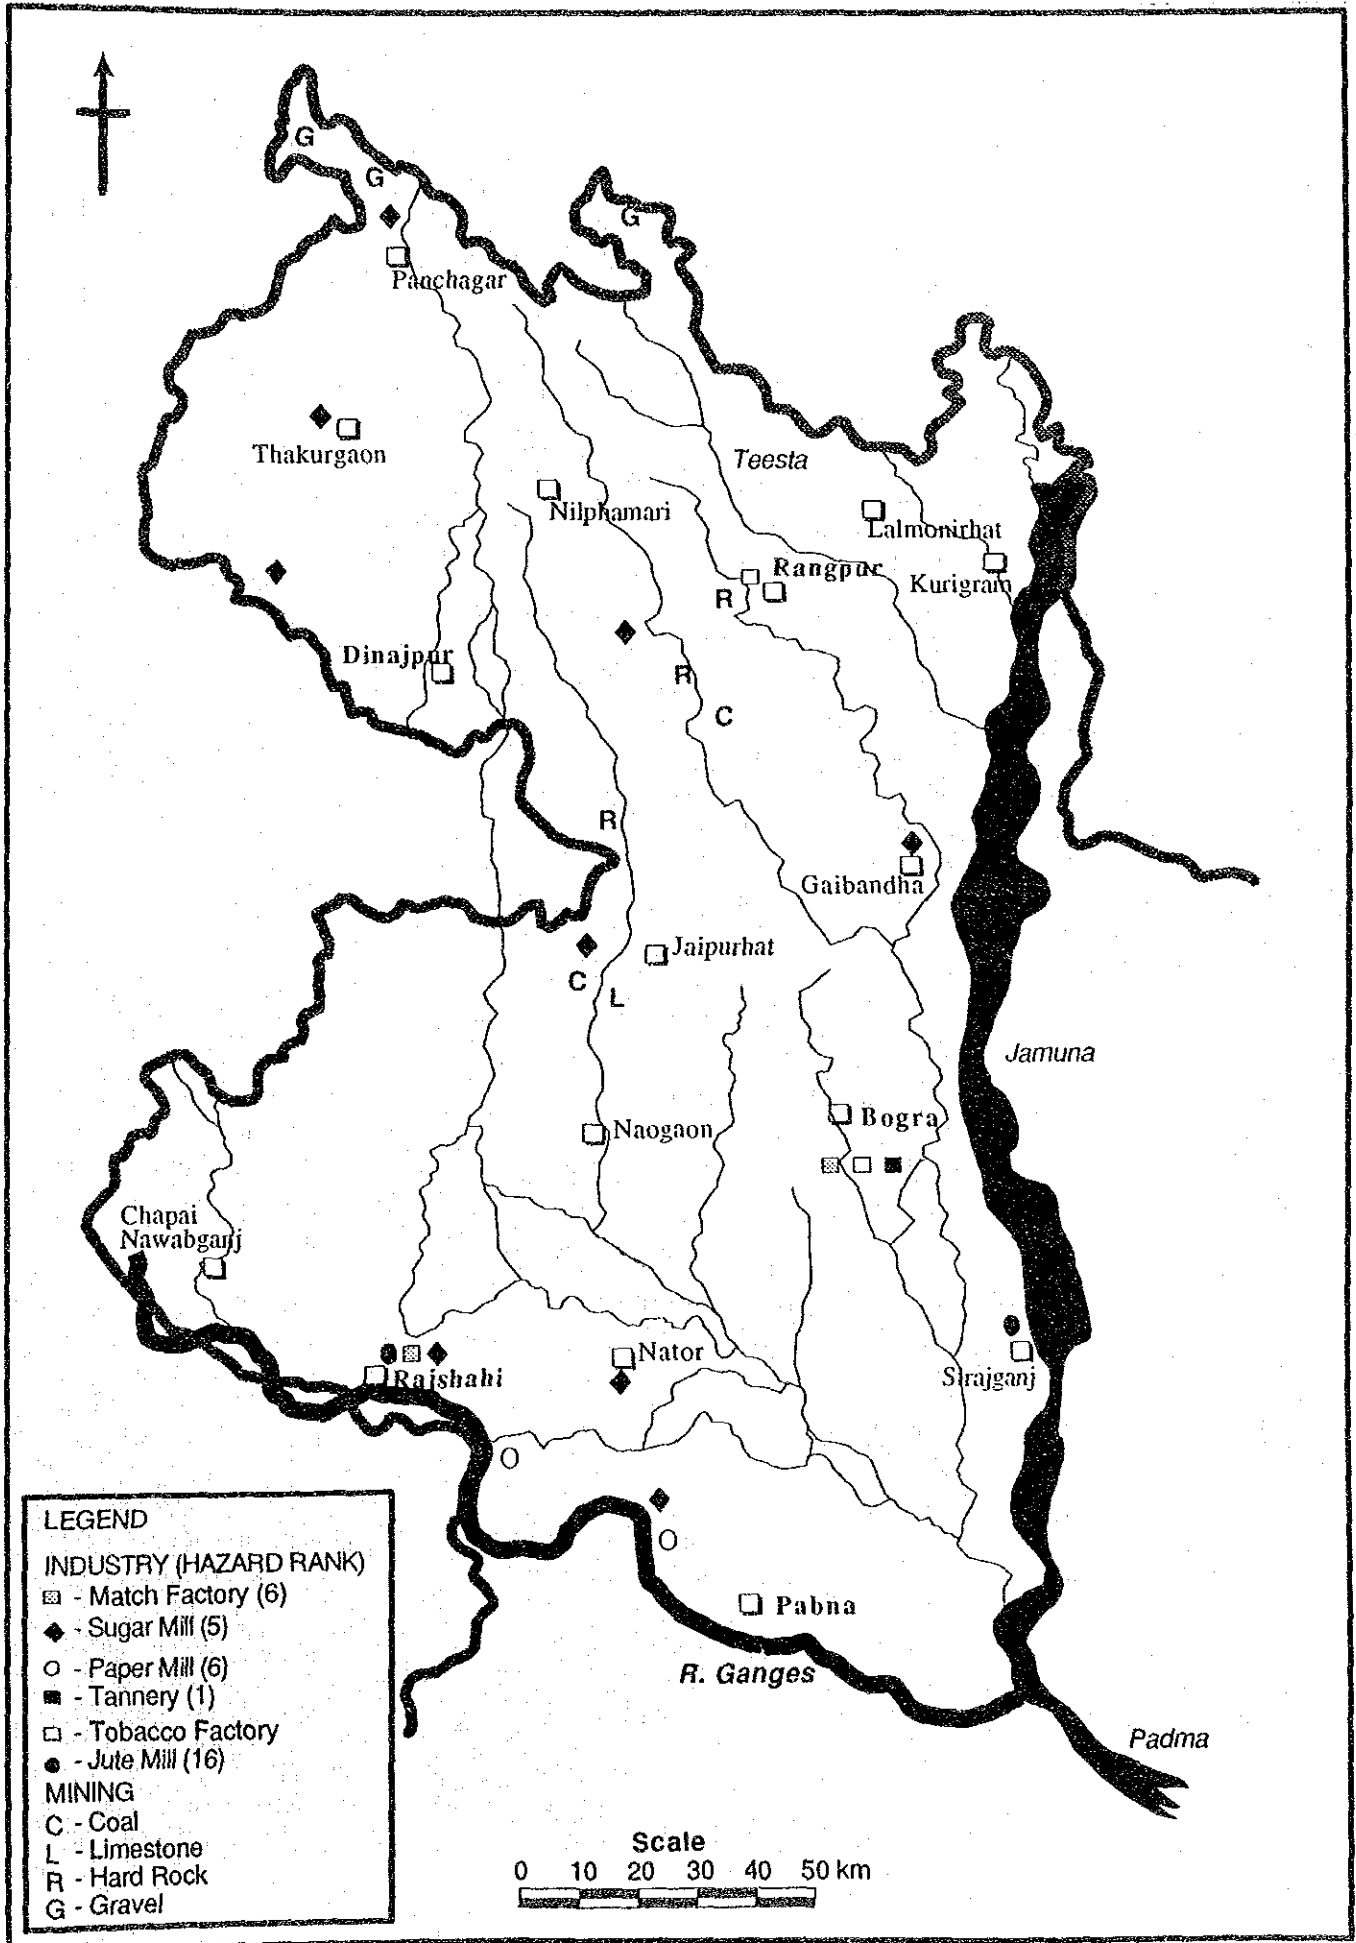 G
G
G
Panchagar
Teesta
Thakurgaon
Nilphamari
Lalmonirhat
Rangpur
Kurigram
R
Dinajpur
R
C
R
Gaibandha
Jaipurhat
C
L
Jamuna
Bogra
Naogaon
Chapai
Nawabganj
Nator
Rajshahi
Sirajganj
Pabna
R. Ganges
Padma
LEGEND
INDUSTRY (HAZARD RANK)
- Match Factory (6)
- Sugar Mill (5)
- Paper Mill (6)
- Tannery (1)
- Tobacco Factory
- Jute Mill (16)
MINING
C - Coal
L - Limestone
R - Hard Rock
G - Gravel
Scale
0 10 20 30 40 50 km